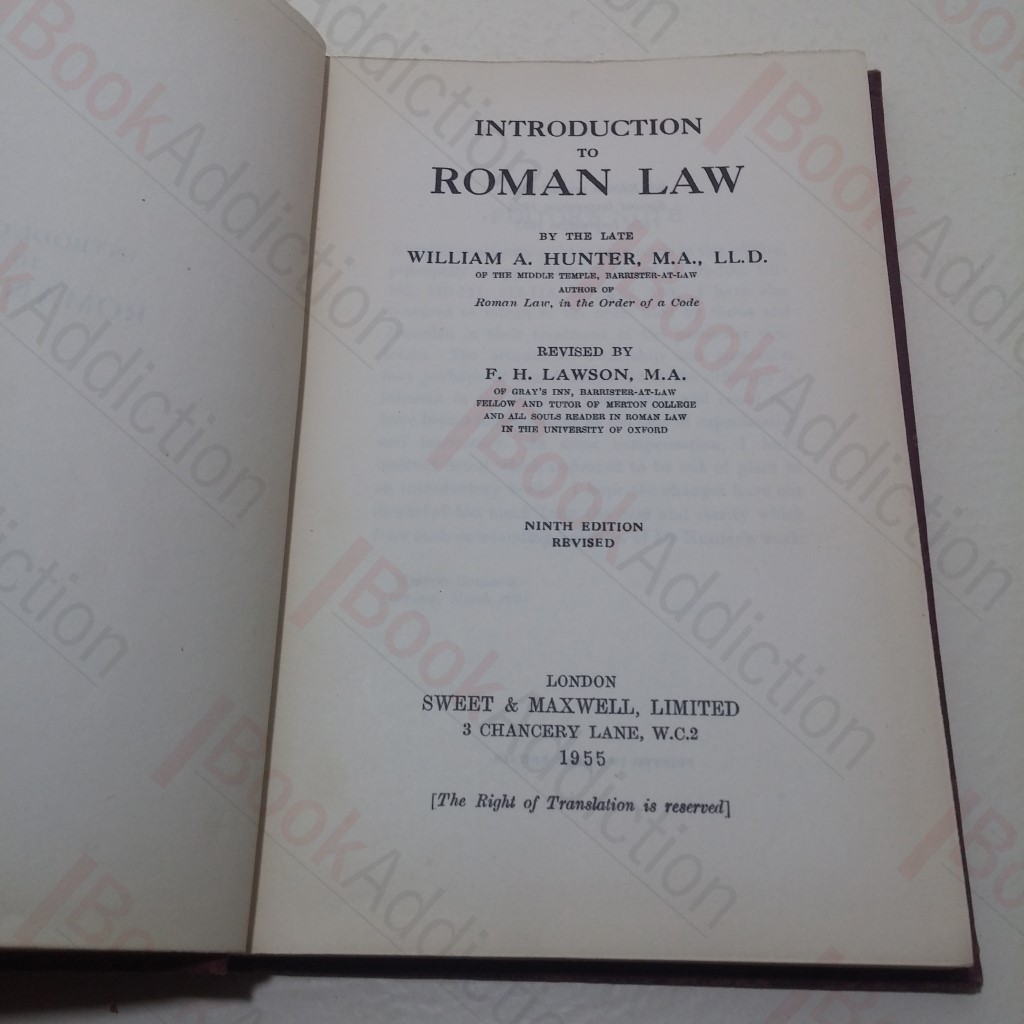 INTRODUCTION
TO
ROMAN LAW
BY THE LATE
WILLIAM A. HUNTER, M.A., LL.D.
OF THE MIDDLE TEMPLE, BARRISTER-AT-LAW
AUTHOR OF
Roman Law, in the Order of a Code
REVISED BY
F. H. LAWSON, M.A.
OF GRAY'S INN, BARRISTER-AT-LAW
FELLOW AND TUTOR OF MERTON COLLEGE
AND ALL SOULS READER IN ROMAN LAW
IN THE UNIVERSITY OF OXFORD
NINTH EDITION
REVISED
LONDON
SWEET & MAXWELL, LIMITED
3 CHANCERY LANE, W.C.2
1955
[The Right of Translation is reserved]
BookAddiction